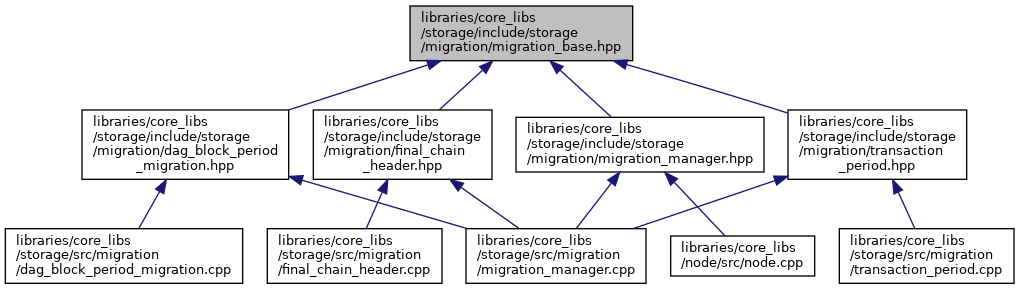 libraries/core_libs
/storage/include/storage
/migration/migration_base.hpp
libraries/core_libs
/storage/include/storage
/migration/dag_block_period
_migration.hpp
libraries/core_libs
/storage/include/storage
/migration/final_chain
_header.hpp
libraries/core_libs
/storage/include/storage
/migration/migration_manager.hpp
libraries/core_libs
/storage/include/storage
/migration/transaction
_period.hpp
libraries/core_libs
/storage/src/migration
/dag_block_period_migration.cpp
libraries/core_libs
/storage/src/migration
/final_chain_header.cpp
libraries/core_libs
/storage/src/migration
/migration_manager.cpp
libraries/core_libs
/node/src/node.cpp
libraries/core_libs
/storage/src/migration
/transaction_period.cpp